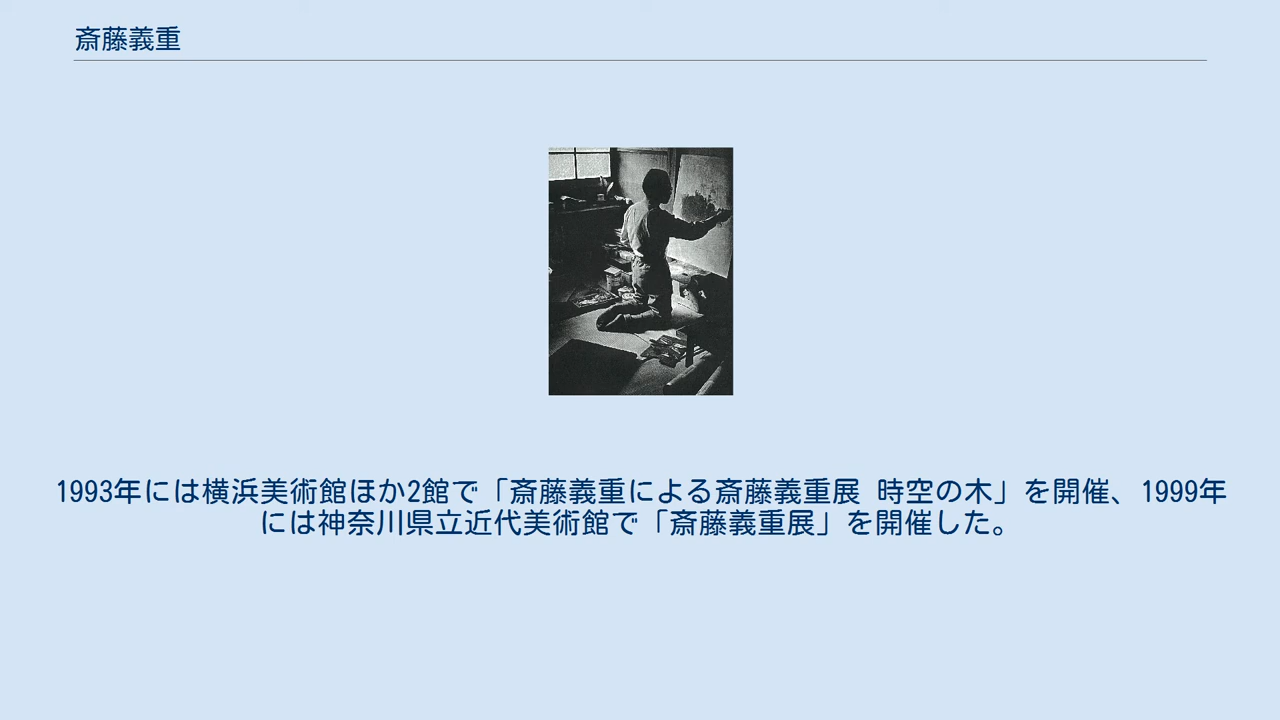 斎藤義重
1993年には横浜美術館ほか2館で「斎藤義重による斎藤義重展 時空の木」を開催、1999年
には神奈川県立近代美術館で「斎藤義重展」を開催した。